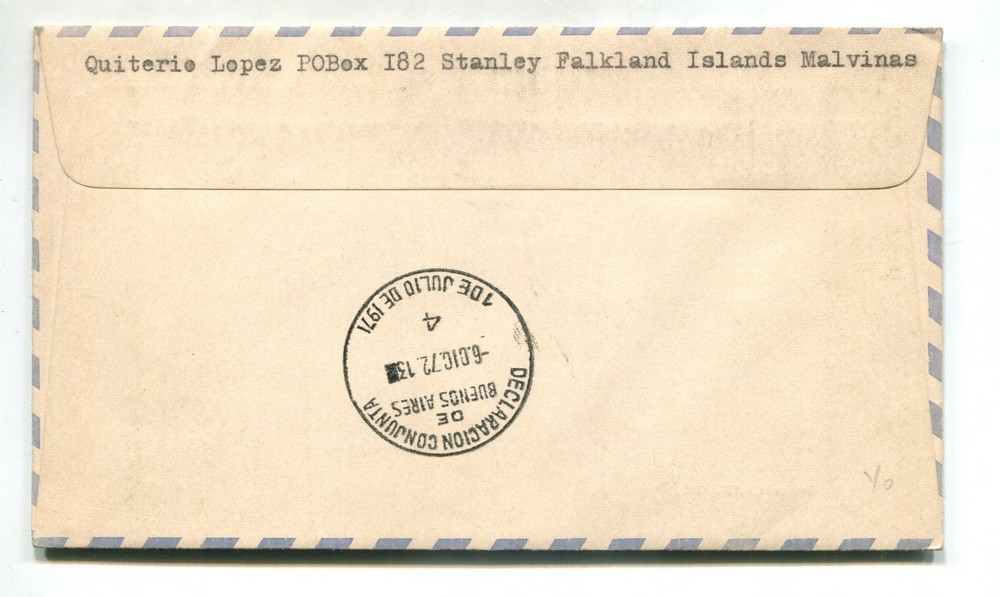 Quiterio Lopez POBox I82 Stanley Falkland Islands Malvinas
DECLARACION CONJUNTA
DE
BUENOS AIRES
-6.DIC.72.13
4
1 DE JULIO DE 1971